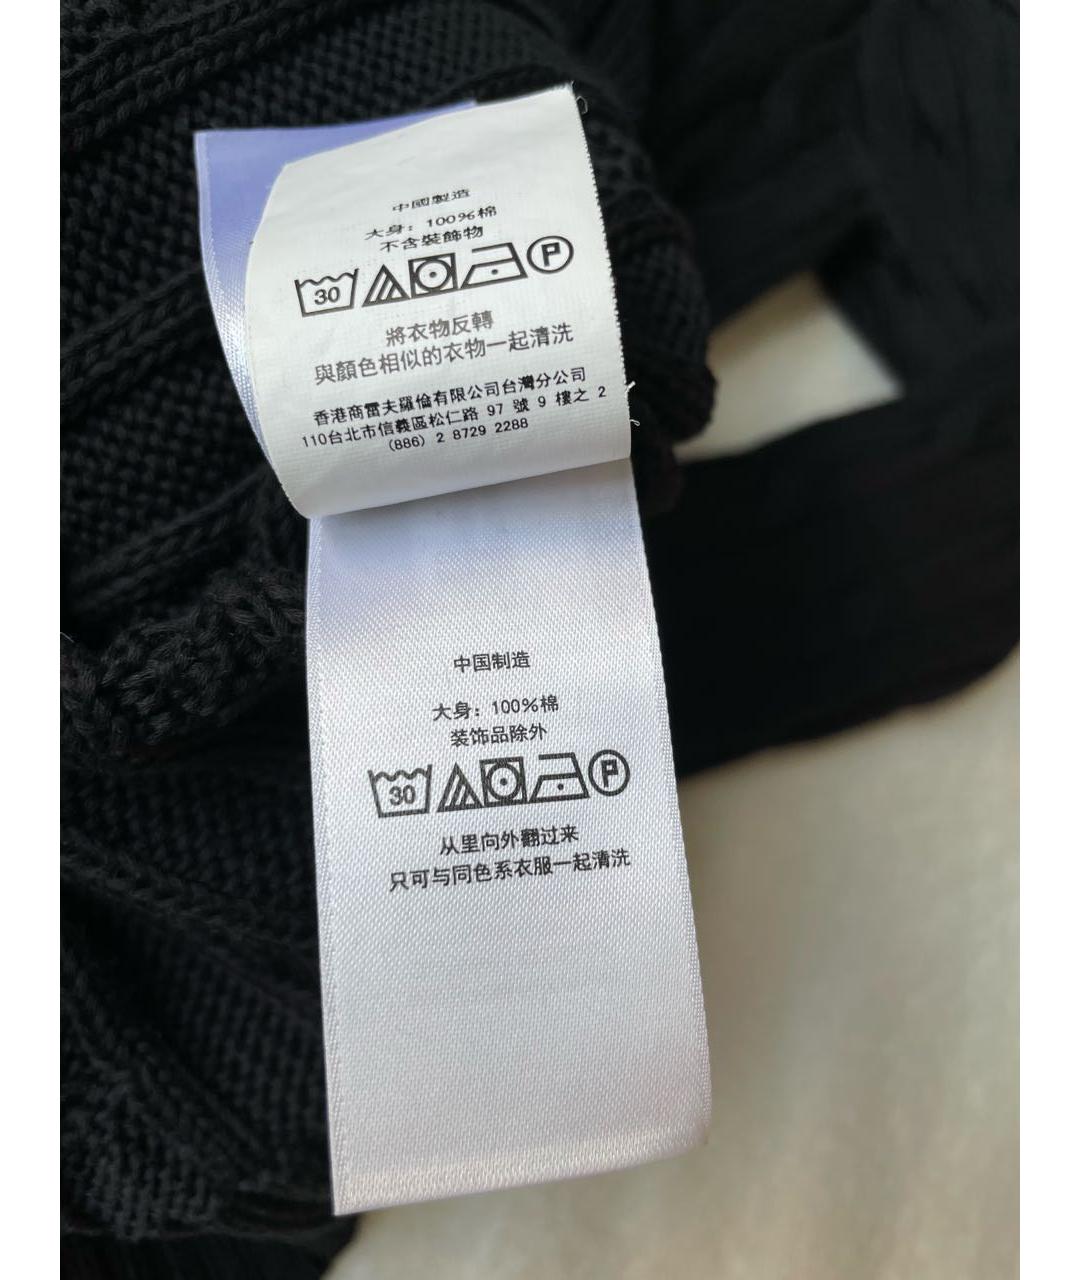 中國製造
大身: 100%棉
不含裝飾物
30 P
將衣物反轉
與顏色相似的衣物一起清洗
香港商雷夫羅倫有限公司台灣分公司
110台北市信義區松仁路 97 號 9 樓之 2
(886) 2 8729 2288
中国制造
大身: 100%棉
装饰品除外
30 P
从里向外翻过来
只可与同色系衣服一起清洗